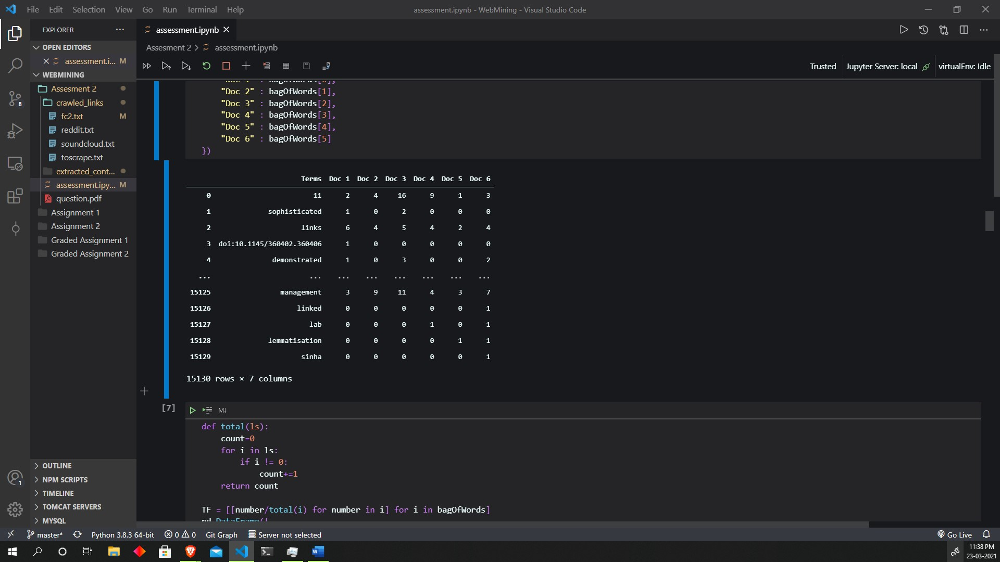 File Edit Selection View Go Run Terminal Help
assessment.ipynb - WebMining - Visual Studio Code
EXPLORER
assessment.ipynb
OPEN EDITORS
assessment.i... M
WEBMINING
Assesment 2
crawled_links
fc2.txt M
reddit.txt
soundcloud.txt
toscrape.txt
extracted_cont...
assessment.ipy... M
question.pdf
Assignment 1
Assignment 2
Graded Assignment 1
Graded Assignment 2
OUTLINE
NPM SCRIPTS
TIMELINE
TOMCAT SERVERS
MYSQL
8
1
Assesment 2 > assessment.ipynb
Trusted Jupyter Server: local virtualEnv: Idle
"Doc 2" : bagOfWords[1],
"Doc 3" : bagOfWords[2],
"Doc 4" : bagOfWords[3],
"Doc 5" : bagOfWords[4],
"Doc 6" : bagOfWords[5]
})
Terms Doc 1 Doc 2 Doc 3 Doc 4 Doc 5 Doc 6
0 11 2 4 16 9 1 3
1 sophisticated 1 0 2 0 0 0
2 links 6 4 5 4 2 4
3 doi:10.1145/360402.360406 1 0 0 0 0 0
4 demonstrated 1 0 3 0 0 2
... ... ... ... ... ... ... ...
15125 management 3 9 11 4 3 7
15126 linked 0 0 0 0 0 1
15127 lab 0 0 0 1 0 1
15128 lemmatisation 0 0 0 0 1 1
15129 sinha 0 0 0 0 0 1
15130 rows × 7 columns
[7]
M↓
def total(ls):
count=0
for i in ls:
if i != 0:
count+=1
return count
TF = [[number/total(i) for number in i] for i in bagOfWords]
master* Python 3.8.3 64-bit 0 0 Git Graph Server not selected
Go Live
11:38 PM
23-03-2021